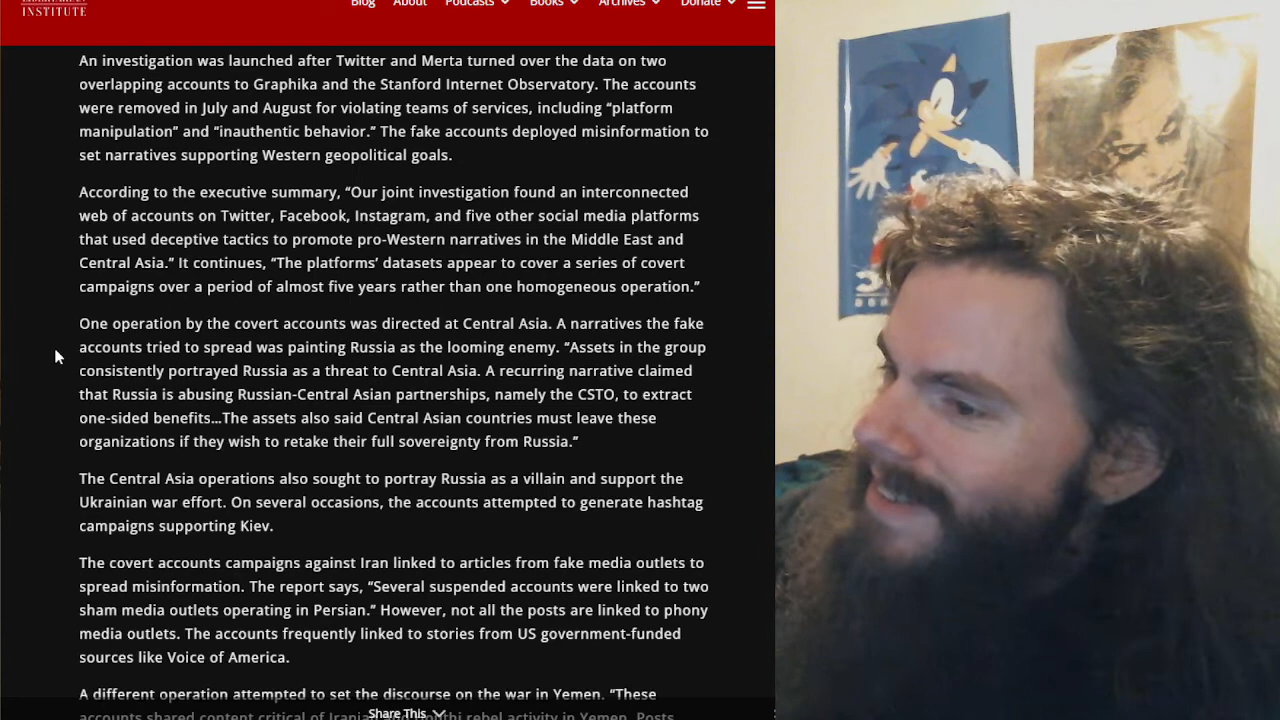 INSTITUTE
Blog About Podcasts Books Archives Donate
An investigation was launched after Twitter and Merta turned over the data on two
overlapping accounts to Graphika and the Stanford Internet Observatory. The accounts
were removed in July and August for violating teams of services, including “platform
manipulation” and “inauthentic behavior.” The fake accounts deployed misinformation to
set narratives supporting Western geopolitical goals.
According to the executive summary, “Our joint investigation found an interconnected
web of accounts on Twitter, Facebook, Instagram, and five other social media platforms
that used deceptive tactics to promote pro-Western narratives in the Middle East and
Central Asia.” It continues, “The platforms’ datasets appear to cover a series of covert
campaigns over a period of almost five years rather than one homogeneous operation.”
One operation by the covert accounts was directed at Central Asia. A narratives the fake
accounts tried to spread was painting Russia as the looming enemy. “Assets in the group
consistently portrayed Russia as a threat to Central Asia. A recurring narrative claimed
that Russia is abusing Russian-Central Asian partnerships, namely the CSTO, to extract
one-sided benefits…The assets also said Central Asian countries must leave these
organizations if they wish to retake their full sovereignty from Russia.”
The Central Asia operations also sought to portray Russia as a villain and support the
Ukrainian war effort. On several occasions, the accounts attempted to generate hashtag
campaigns supporting Kiev.
The covert accounts campaigns against Iran linked to articles from fake media outlets to
spread misinformation. The report says, “Several suspended accounts were linked to two
sham media outlets operating in Persian.” However, not all the posts are linked to phony
media outlets. The accounts frequently linked to stories from US government-funded
sources like Voice of America.
A different operation attempted to set the discourse on the war in Yemen. “These
accounts shared content critical of Irania rebel activity in Yemen. Posts
Share This